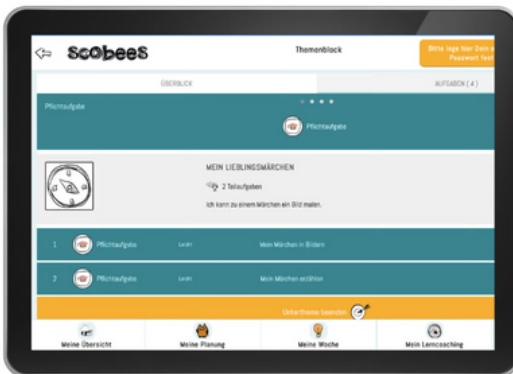 scobees
Themenblock
Bitte lege hier Dein
Passwort fest
ÜBERBLICK
AUFGABEN ( 4 )
Pflichtaufgabe
Pflichtaufgabe
MEIN LIEBLINGSMÄRCHEN
2 Teilaufgaben
Ich kann zu einem Märchen ein Bild malen.
1 Pflichtaufgabe Leicht Mein Märchen in Bildern
2 Pflichtaufgabe Leicht Mein Märchen erzählen
Unterthema beenden
Meine Übersicht Meine Planung Meine Woche Mein Lerncoaching